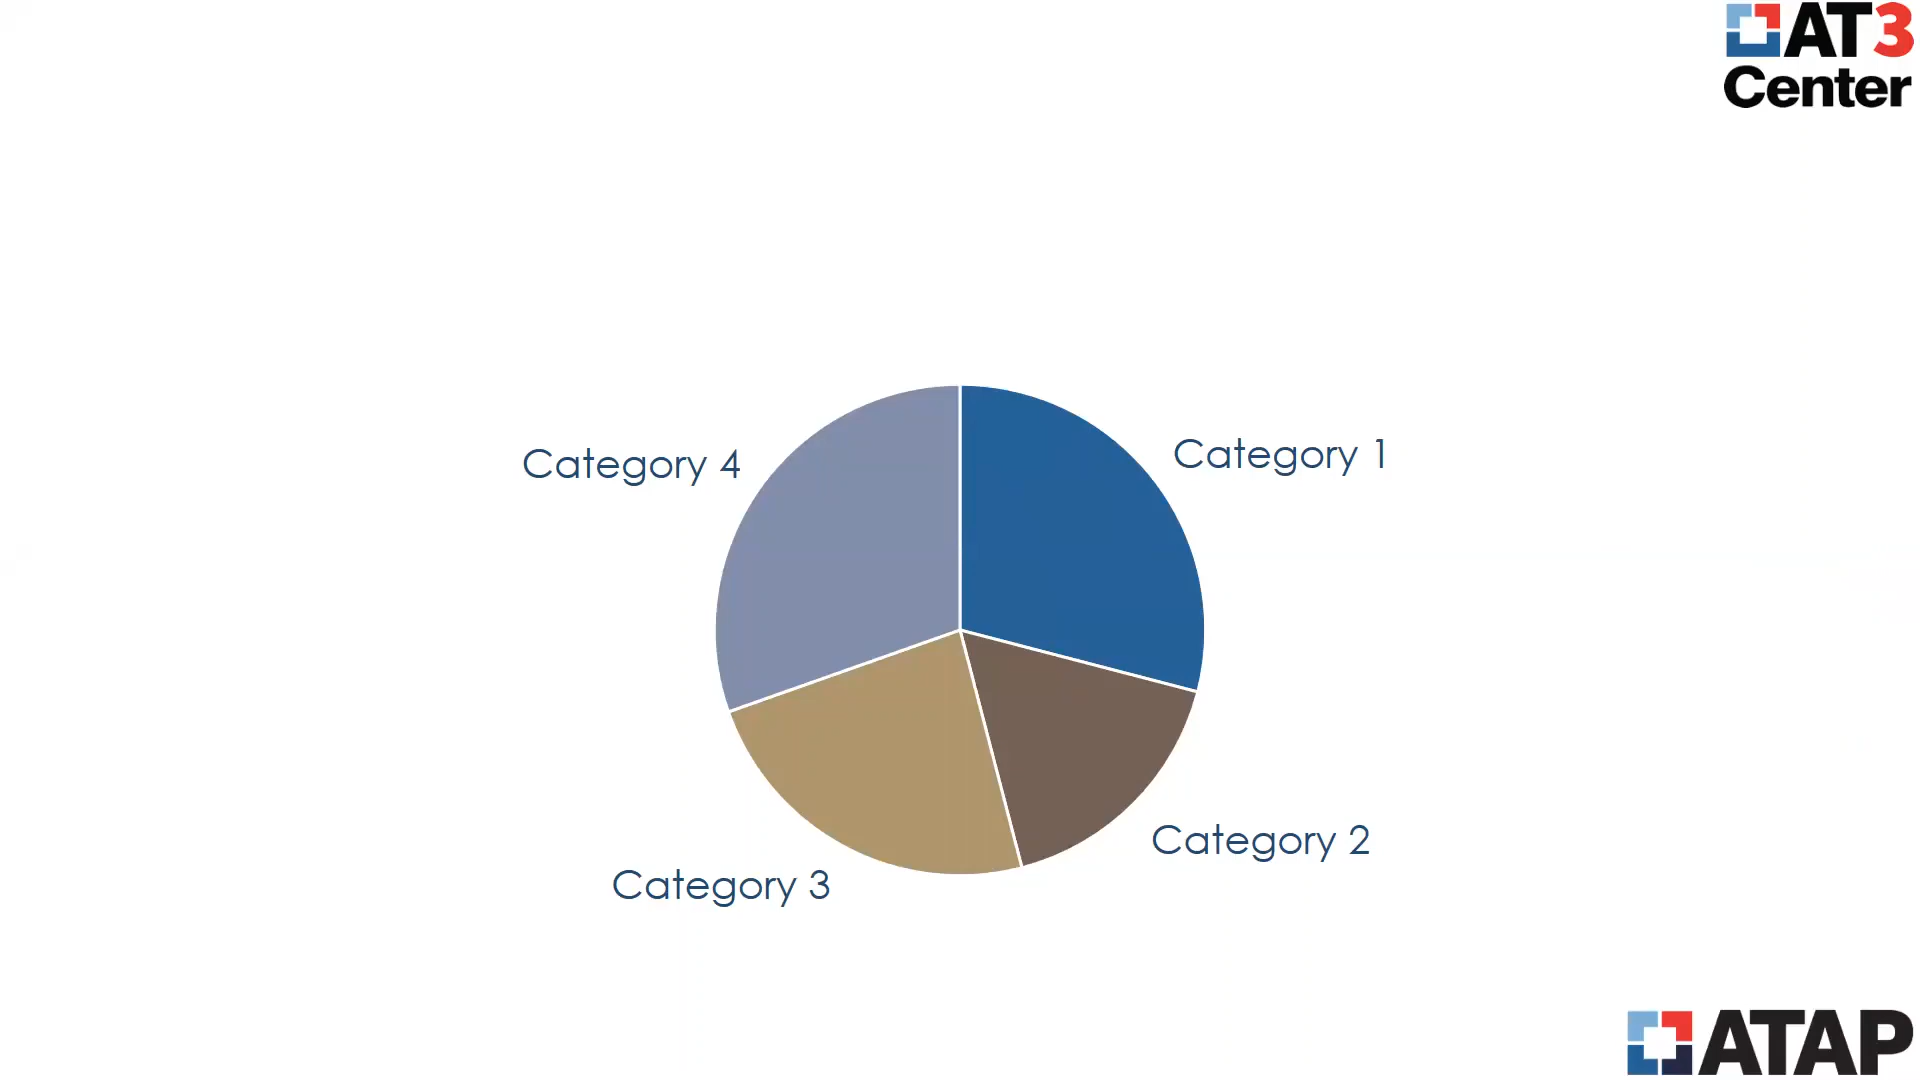 AT3
Center
Category 4
Category 1
Category 2
Category 3
ATAP